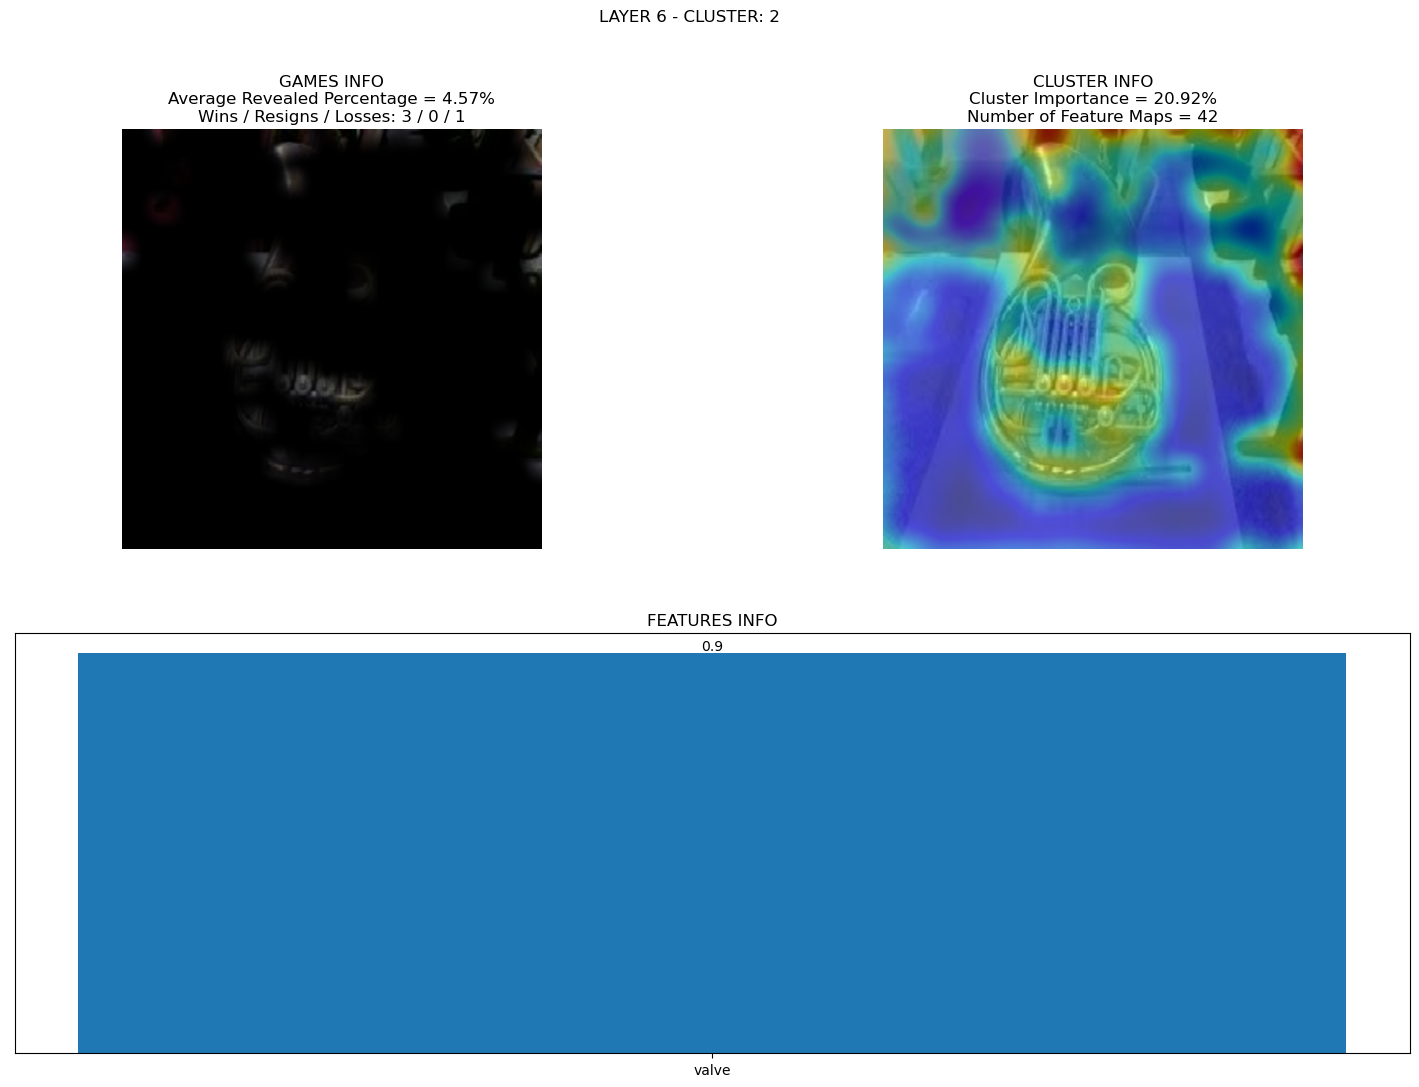 LAYER 6 - CLUSTER: 2
GAMES INFO
Average Revealed Percentage = 4.57%
Wins / Resigns / Losses: 3 / 0 / 1
CLUSTER INFO
Cluster Importance = 20.92%
Number of Feature Maps = 42
FEATURES INFO
0.9
valve